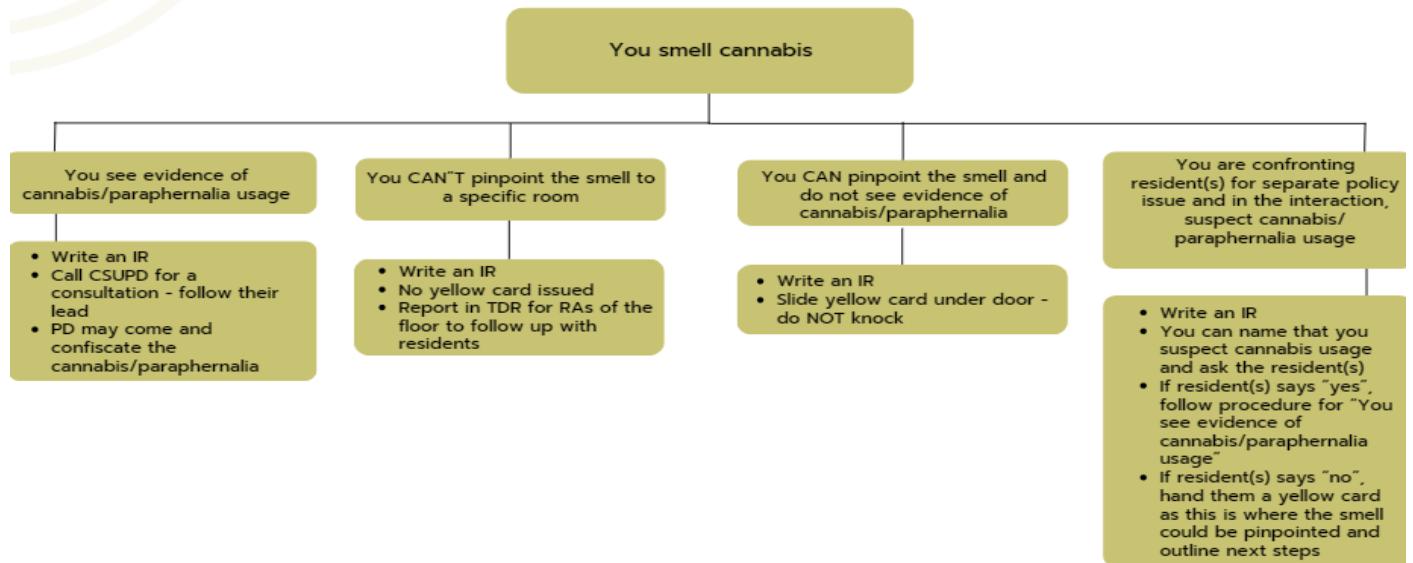 You smell cannabis
You see evidence of
cannabis/paraphernalia usage
• Write an IR
• Call CSUPD for a
consultation - follow their
lead
• PD may come and
confiscate the
cannabis/paraphernalia
You CAN"T pinpoint the smell to
a specific room
• Write an IR
• No yellow card issued
• Report in TDR for RAs of the
floor to follow up with
residents
You CAN pinpoint the smell and
do not see evidence of
cannabis/paraphernalia
• Write an IR
• Slide yellow card under door -
do NOT knock
You are confronting
resident(s) for separate policy
issue and in the interaction,
suspect cannabis/
paraphernalia usage
• Write an IR
• You can name that you
suspect cannabis usage
and ask the resident(s)
• If resident(s) says "yes",
follow procedure for "You
see evidence of
cannabis/paraphernalia
usage"
• If resident(s) says "no",
hand them a yellow card
as this is where the smell
could be pinpointed and
outline next steps